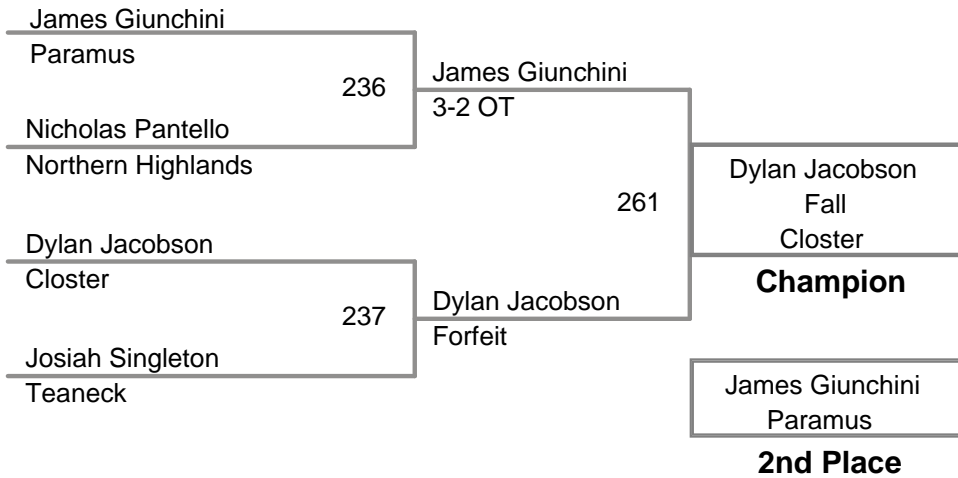 James Giunchini
Paramus
236
Nicholas Pantello
Northern Highlands
James Giunchini
3-2 OT
Dylan Jacobson
Closter
237
Josiah Singleton
Teaneck
Dylan Jacobson
Forfeit
261
Dylan Jacobson
Fall
Closter
Champion
James Giunchini
Paramus
2nd Place